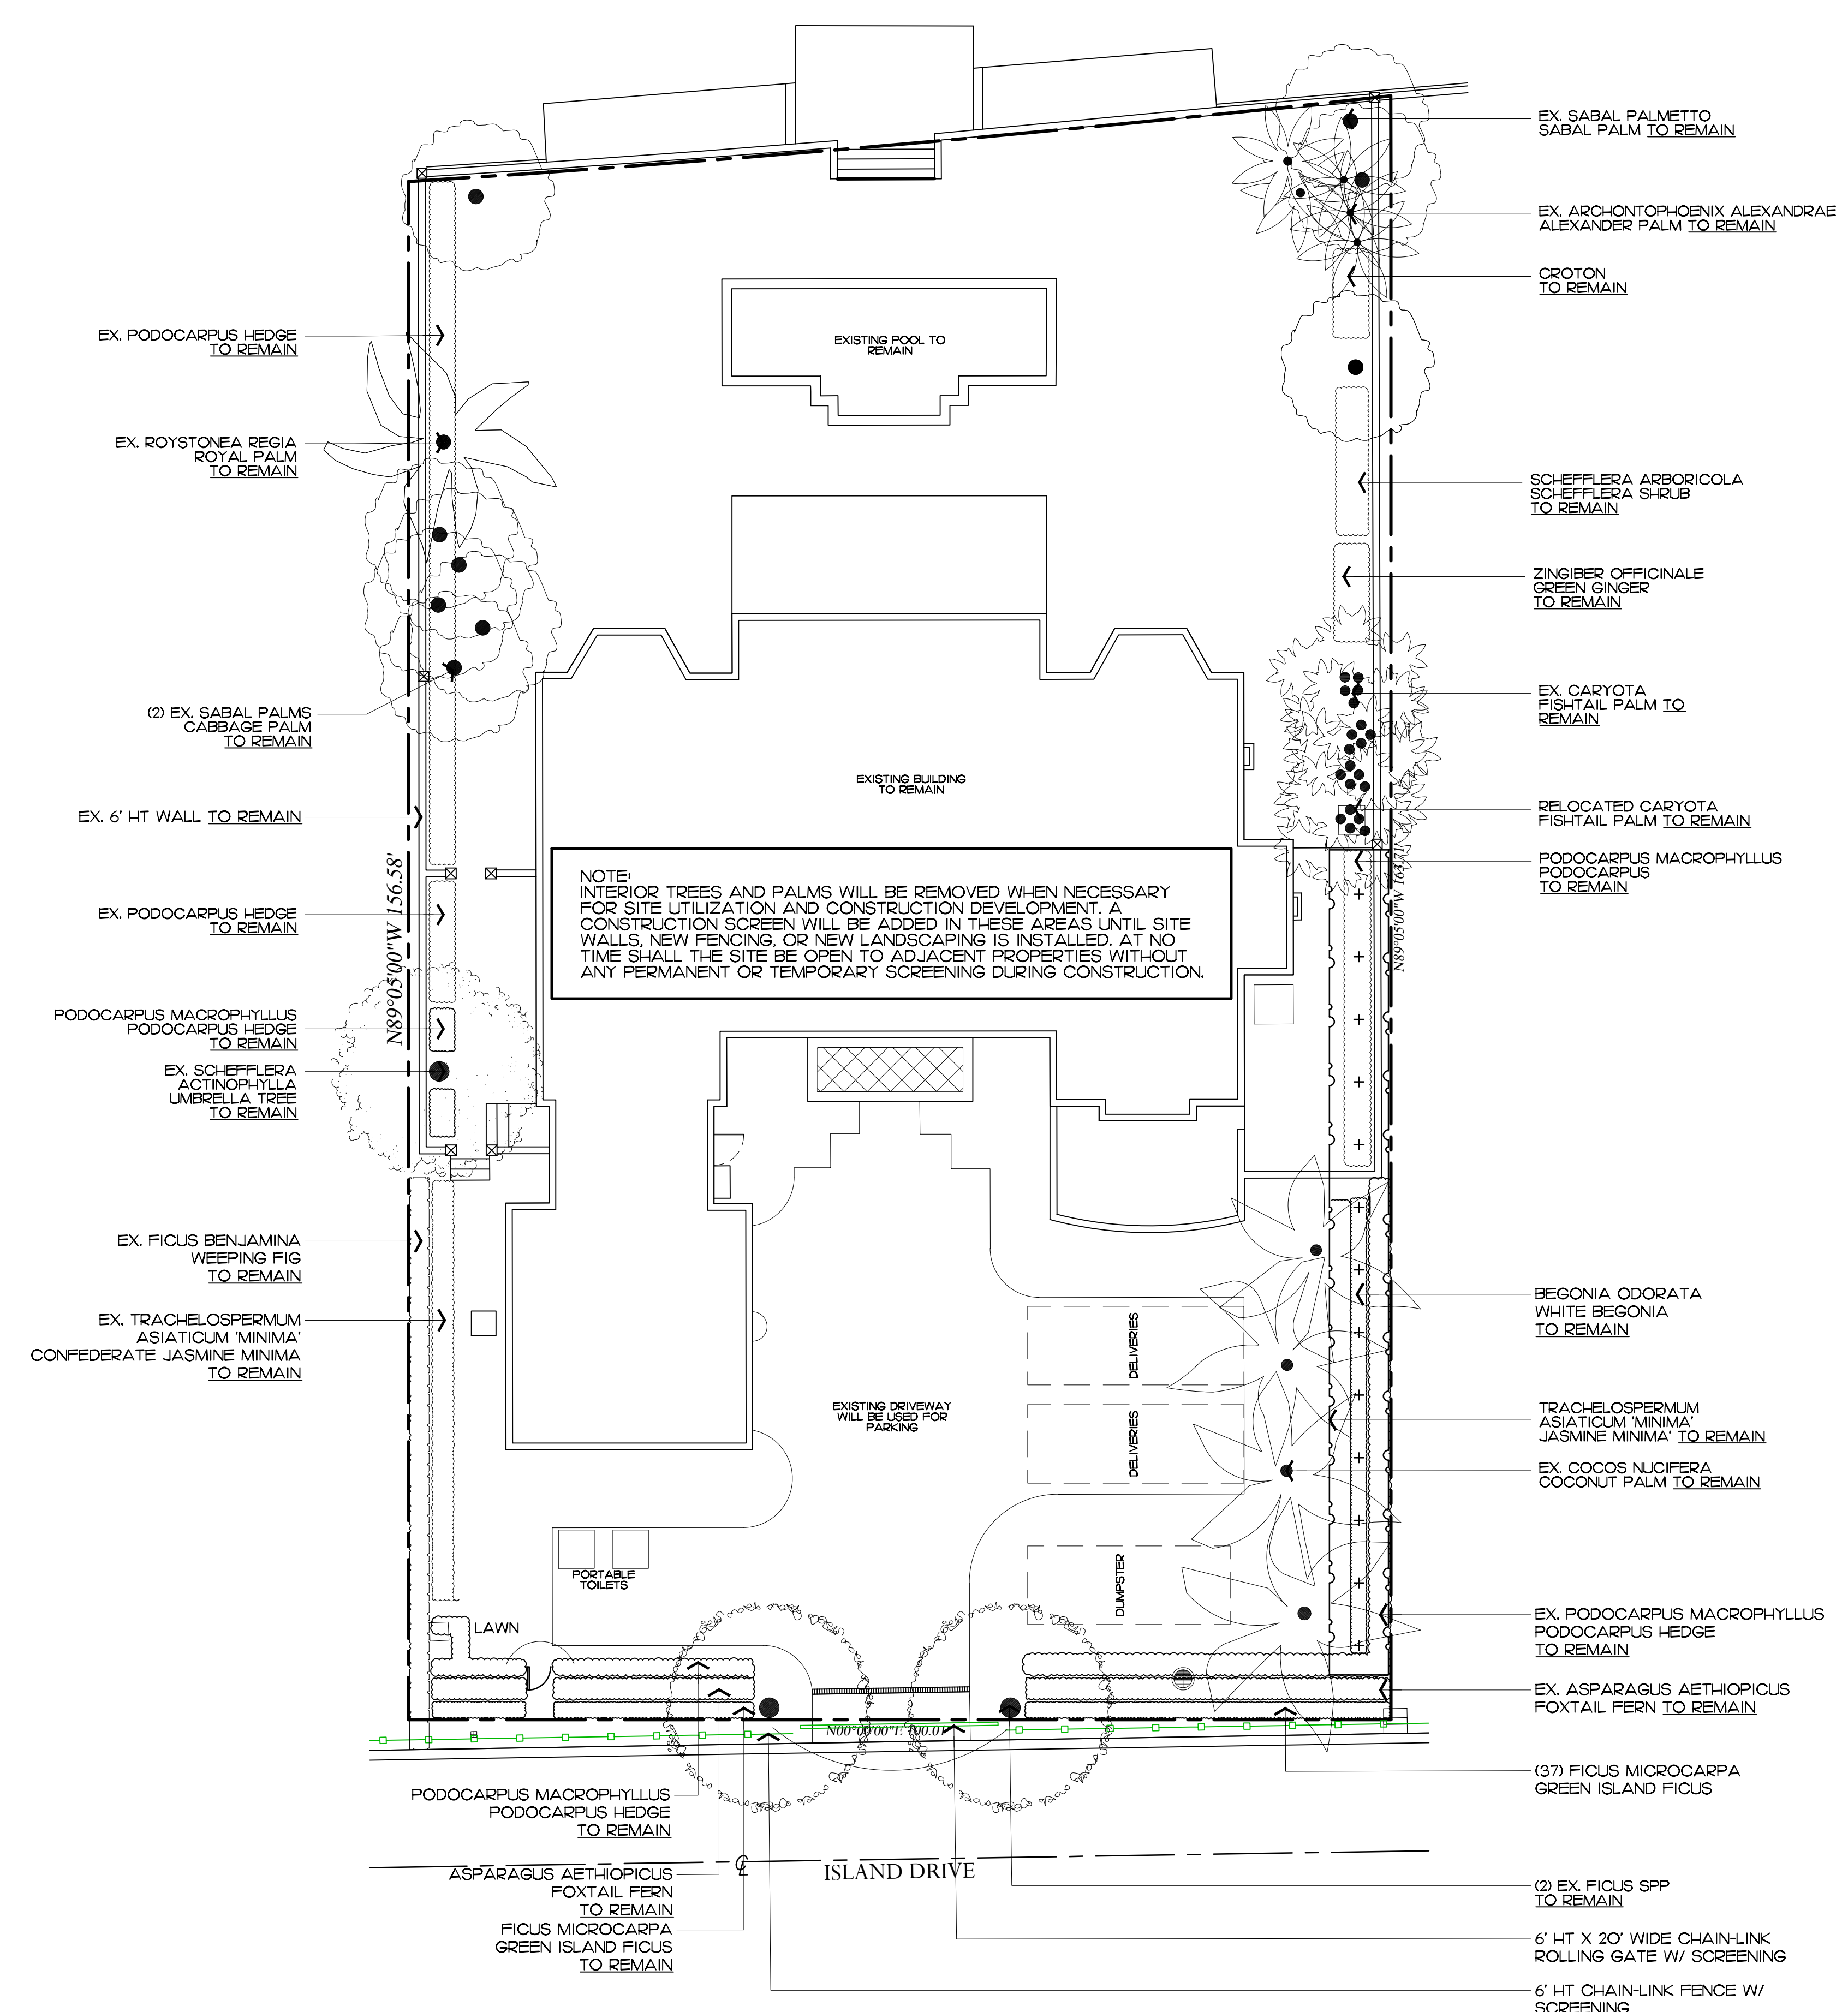 EX. SABAL PALMETTO
SABAL PALM TO REMAIN
EX. ARCHONTOPHOENIX ALEXANDRAE
ALEXANDER PALM TO REMAIN
CROTON
TO REMAIN
EX. PODOCARPUS HEDGE
TO REMAIN
EXISTING POOL TO
REMAIN
EX. ROYSTONEA REGIA
ROYAL PALM
TO REMAIN
SCHEFFLERA ARBORICOLA
SCHEFFLERA SHRUB
TO REMAIN
ZINGIBER OFFICINALE
GREEN GINGER
TO REMAIN
(2) EX. SABAL PALMS
CABBAGE PALM
TO REMAIN
EX. CARYOTA
FISHTAIL PALM TO
REMAIN
EXISTING BUILDING
TO REMAIN
EX. 6' HT WALL TO REMAIN
RELOCATED CARYOTA
FISHTAIL PALM TO REMAIN
PODOCARPUS MACROPHYLLUS
PODOCARPUS
TO REMAIN
N89°05'00"W 156.58'
N89°05'00"W 163.71'
NOTE:
INTERIOR TREES AND PALMS WILL BE REMOVED WHEN NECESSARY
FOR SITE UTILIZATION AND CONSTRUCTION DEVELOPMENT. A
CONSTRUCTION SCREEN WILL BE ADDED IN THESE AREAS UNTIL SITE
WALLS, NEW FENCING, OR NEW LANDSCAPING IS INSTALLED. AT NO
TIME SHALL THE SITE BE OPEN TO ADJACENT PROPERTIES WITHOUT
ANY PERMANENT OR TEMPORARY SCREENING DURING CONSTRUCTION.
EX. PODOCARPUS HEDGE
TO REMAIN
PODOCARPUS MACROPHYLLUS
PODOCARPUS HEDGE
TO REMAIN
EX. SCHEFFLERA
ACTINOPHYLLA
UMBRELLA TREE
TO REMAIN
EX. FICUS BENJAMINA
WEEPING FIG
TO REMAIN
EX. TRACHELOSPERMUM
ASIATICUM 'MINIMA'
CONFEDERATE JASMINE MINIMA
TO REMAIN
BEGONIA ODORATA
WHITE BEGONIA
TO REMAIN
DELIVERIES
DELIVERIES
EXISTING DRIVEWAY
WILL BE USED FOR
PARKING
TRACHELOSPERMUM
ASIATICUM 'MINIMA'
JASMINE MINIMA' TO REMAIN
EX. COCOS NUCIFERA
COCONUT PALM TO REMAIN
PORTABLE
TOILETS
DUMPSTER
LAWN
EX. PODOCARPUS MACROPHYLLUS
PODOCARPUS HEDGE
TO REMAIN
EX. ASPARAGUS AETHIOPICUS
FOXTAIL FERN TO REMAIN
N00°00'00"E 100.01'
(37) FICUS MICROCARPA
GREEN ISLAND FICUS
PODOCARPUS MACROPHYLLUS
PODOCARPUS HEDGE
TO REMAIN
ISLAND DRIVE
ASPARAGUS AETHIOPICUS
FOXTAIL FERN
TO REMAIN
FICUS MICROCARPA
GREEN ISLAND FICUS
TO REMAIN
(2) EX. FICUS SPP
TO REMAIN
6' HT X 20' WIDE CHAIN-LINK
ROLLING GATE W/ SCREENING
6' HT CHAIN-LINK FENCE W/
SCREENING